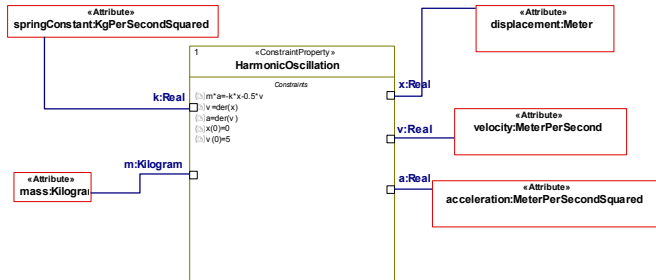 «Attribute»
springConstant:KgPerSecondSquared
«Attribute»
displacement:Meter
1 «ConstraintProperty»
HarmonicOscillation
Constraints
m*a=-k*x-0.5*v
v=der(x)
a=der(v)
x(0)=0
v(0)=5
k:Real
x:Real
v:Real
«Attribute»
velocity:MeterPerSecond
m:Kilogram
«Attribute»
mass:Kilogra
a:Real
«Attribute»
acceleration:MeterPerSecondSquared